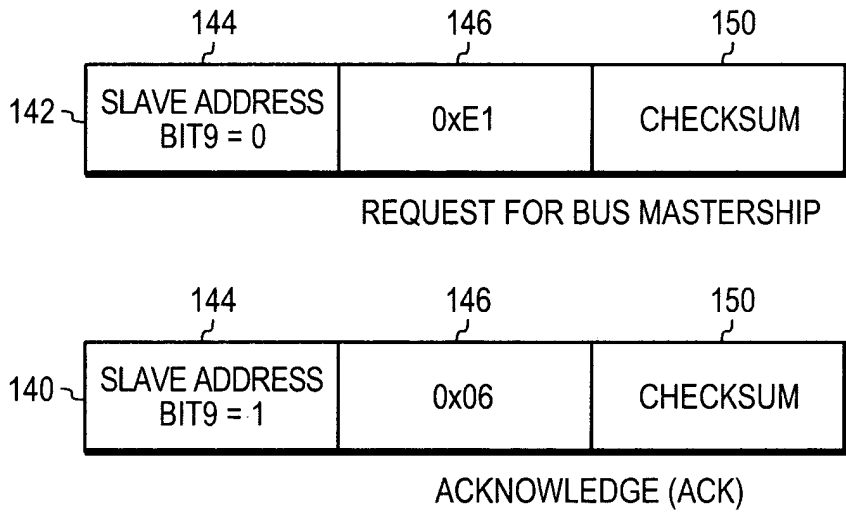 144 146 150
142
SLAVE ADDRESS
BIT9 = 0
0xE1
CHECKSUM
REQUEST FOR BUS MASTERSHIP
144 146 150
140
SLAVE ADDRESS
BIT9 = 1
0x06
CHECKSUM
ACKNOWLEDGE (ACK)